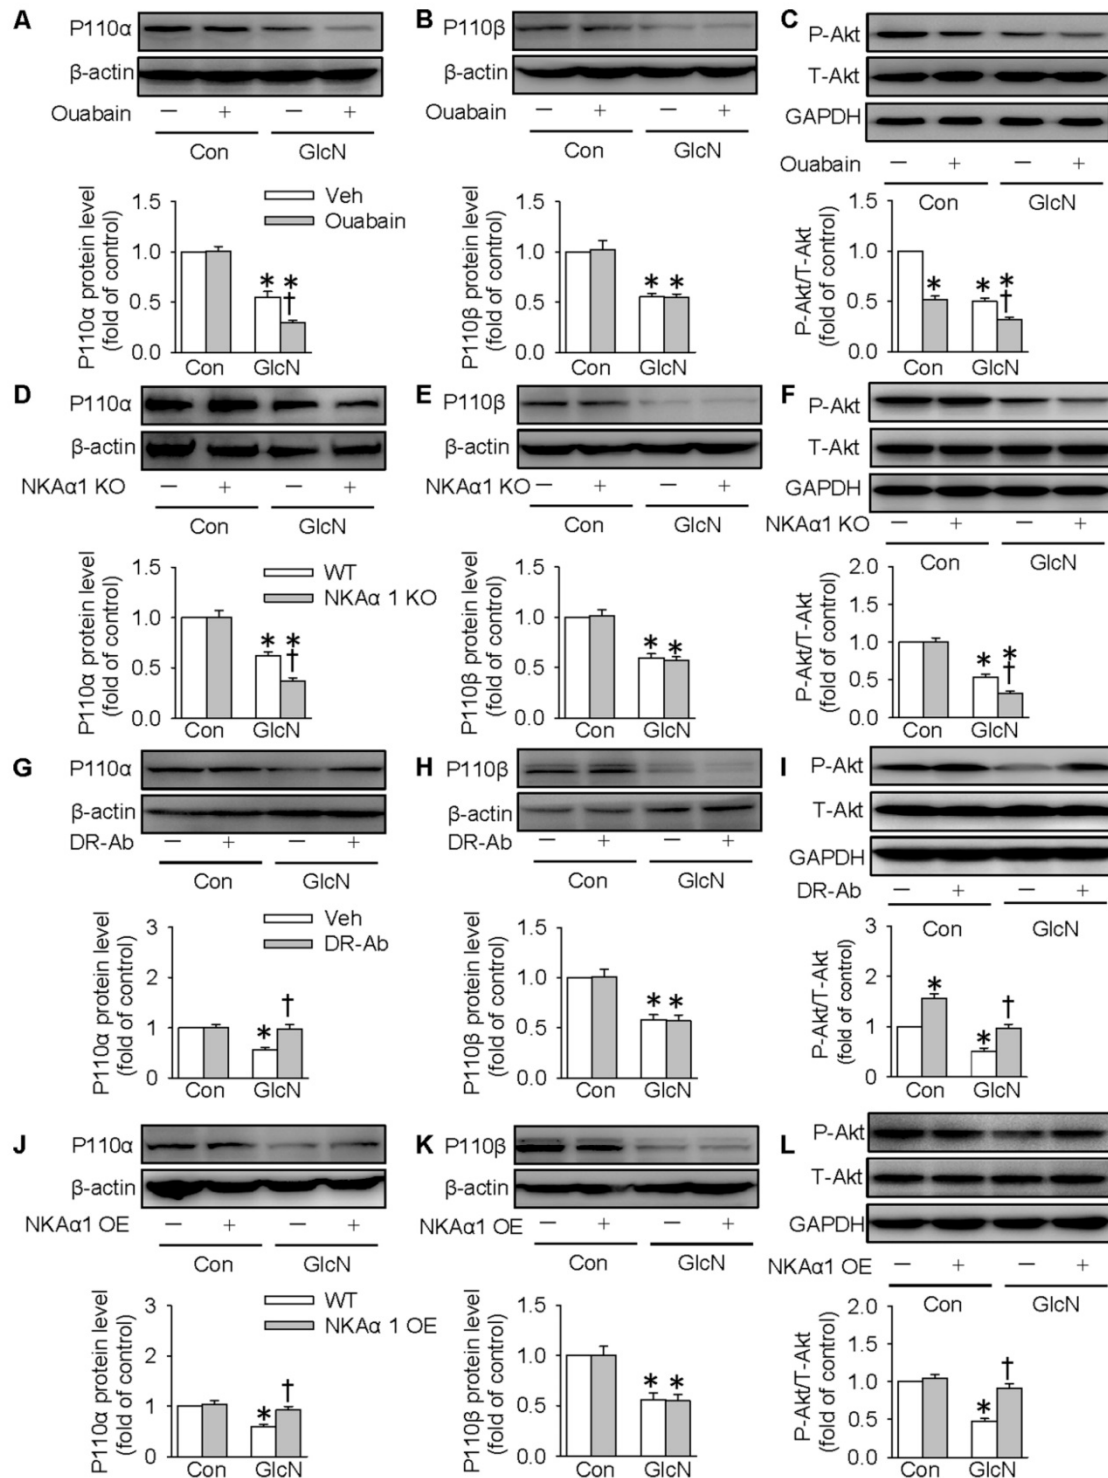 A
P110α
β-actin
Ouabain − + − +
Con GlcN
P110α protein level
(fold of control)
1.5
1.0
0.5
0.0
Veh
Ouabain
* *
†
Con GlcN
B
P110β
β-actin
Ouabain − + − +
Con GlcN
P110β protein level
(fold of control)
1.5
1.0
0.5
0.0
* *
Con GlcN
C
P-Akt
T-Akt
GAPDH
Ouabain − + − +
Con GlcN
P-Akt/T-Akt
(fold of control)
1.5
1.0
0.5
0.0
* * *
†
Con GlcN
D
P110α
β-actin
NKAα1 KO − + − +
Con GlcN
P110α protein level
(fold of control)
1.5
1.0
0.5
0.0
WT
NKAα 1 KO
* *
†
Con GlcN
E
P110β
β-actin
NKAα1 KO − + − +
Con GlcN
P110β protein level
(fold of control)
1.5
1.0
0.5
0.0
* *
Con GlcN
F
P-Akt
T-Akt
GAPDH
NKAα1 KO − + − +
Con GlcN
P-Akt/T-Akt
(fold of control)
2.0
1.5
1.0
0.5
0.0
* *
†
Con GlcN
G
P110α
β-actin
DR-Ab − + − +
Con GlcN
P110α protein level
(fold of control)
3
2
1
0
Veh
DR-Ab
* †
Con GlcN
H
P110β
β-actin
DR-Ab − + − +
Con GlcN
P110β protein level
(fold of control)
1.5
1.0
0.5
0.0
* *
Con GlcN
I
P-Akt
T-Akt
GAPDH
DR-Ab − + − +
Con GlcN
P-Akt/T-Akt
(fold of control)
3
2
1
0
* * †
Con GlcN
J
P110α
β-actin
NKAα1 OE − + − +
Con GlcN
P110α protein level
(fold of control)
3
2
1
0
WT
NKAα 1 OE
* †
Con GlcN
K
P110β
β-actin
NKAα1 OE − + − +
Con GlcN
P110β protein level
(fold of control)
1.5
1.0
0.5
0.0
* *
Con GlcN
L
P-Akt
T-Akt
GAPDH
NKAα1 OE − + − +
Con GlcN
P-Akt/T-Akt
(fold of control)
2.0
1.5
1.0
0.5
0.0
* †
Con GlcN